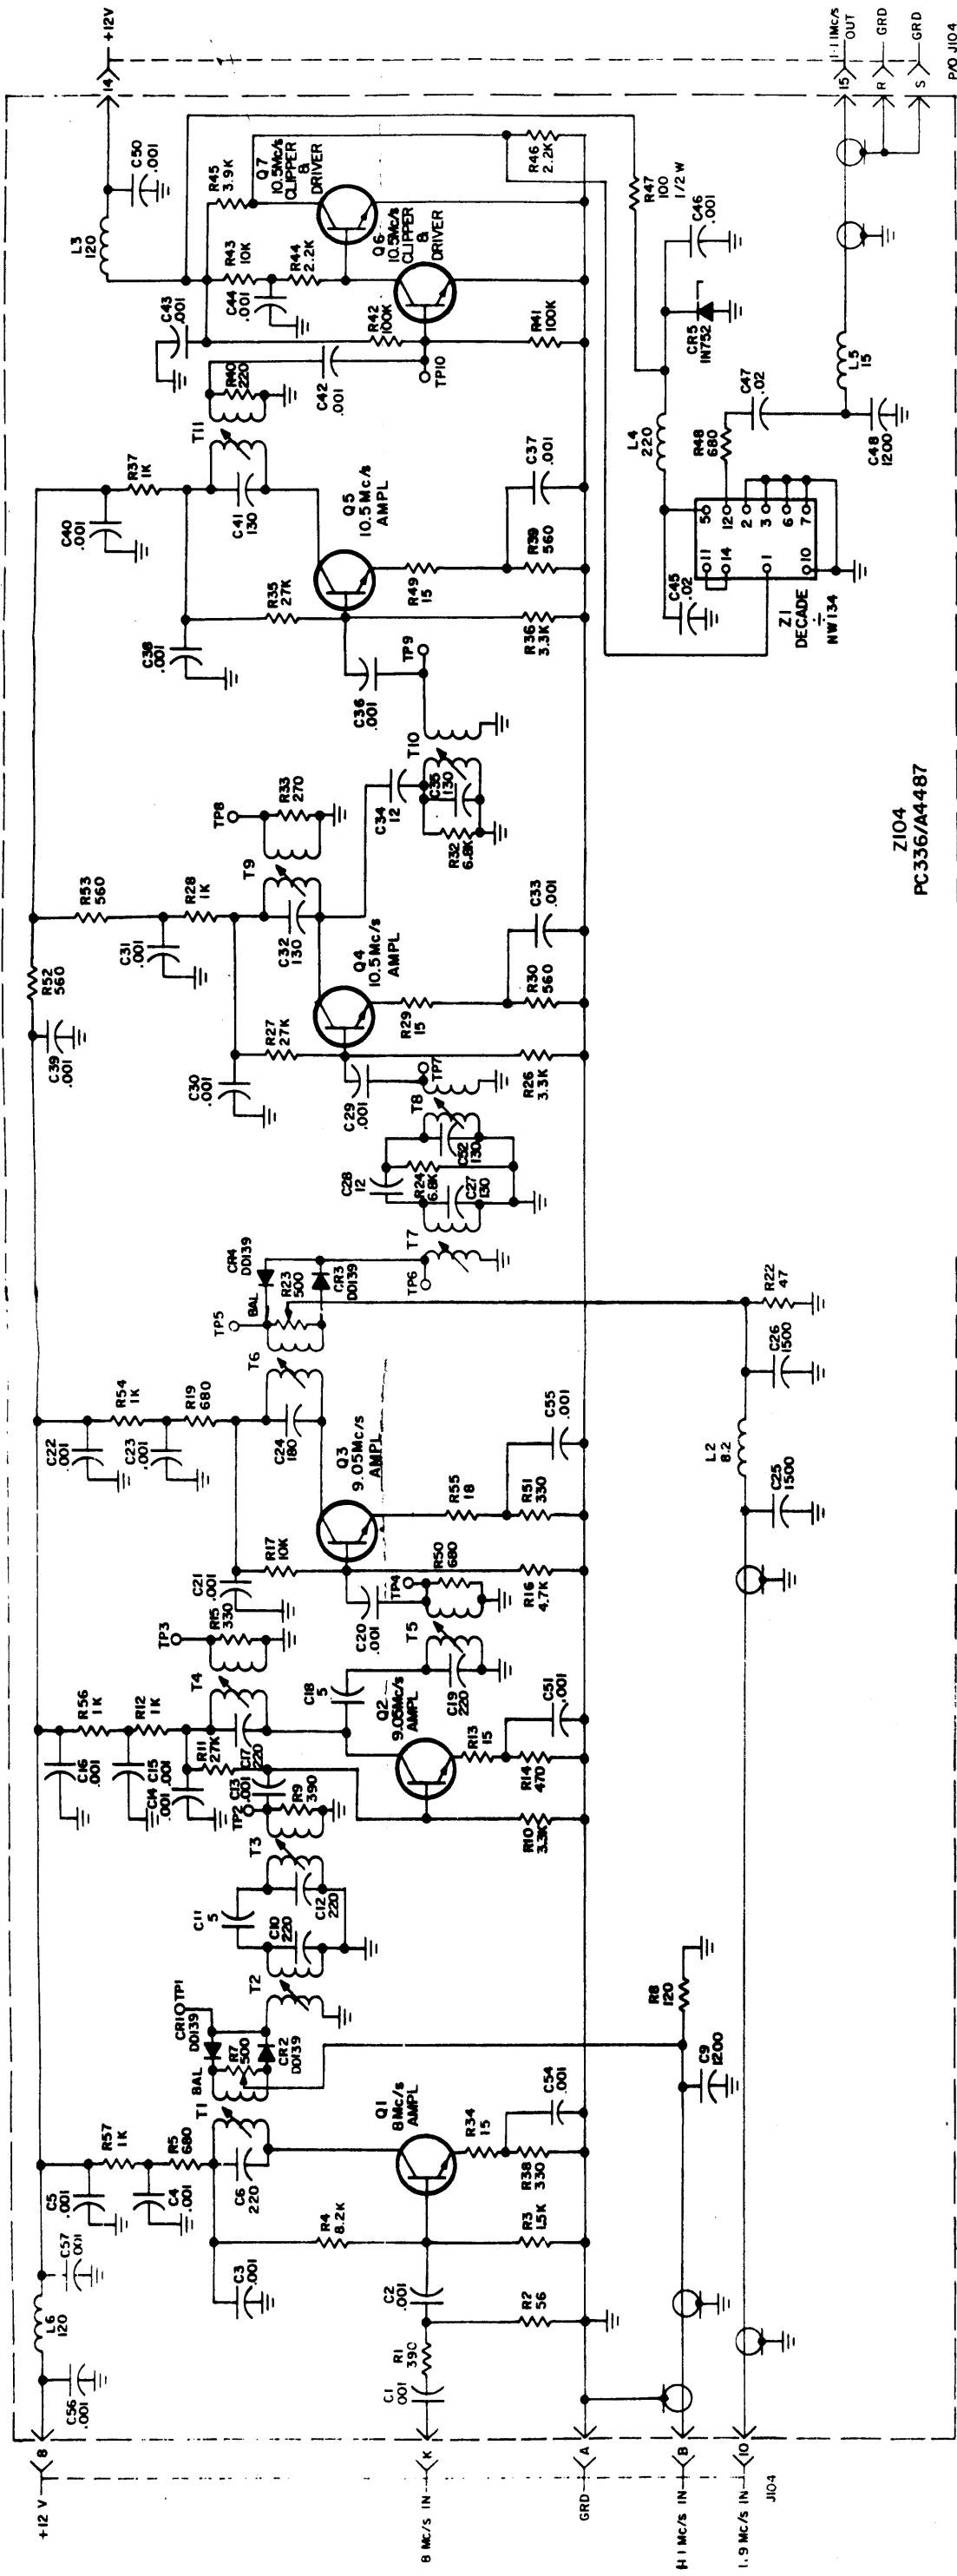 +12 V
8
C56
.001
L6
120
C57
.001
C5
.001
R57
1K
C4
.001
R5
680
C3
.001
C6
220
T1
BAL
R7
500
CR1
DD139
TP1
CR2
DD139
R4
8.2K
Q1
8Mc/s
AMPL
R34
15
C54
.001
R38
330
R3
1.5K
C2
.001
R2
56
R1
390
C1
.001
8 Mc/s IN
K
GRD
A
B
1.9 Mc/s IN
10
J104
C9
1200
R8
120
T2
C10
220
C11
5
C12
220
T3
TP2
R9
390
C13
.001
C14
.001
C15
.001
C16
.001
R56
1K
R12
1K
R11
27K
C17
220
T4
TP3
R15
330
Q2
9.05Mc/s
AMPL
R13
15
C51
.001
R14
470
R10
3.3K
C18
5
C19
220
T5
TP4
R50
680
C20
.001
C21
.001
R17
10K
R16
4.7K
C22
.001
R54
1K
C23
.001
R19
680
C24
180
T6
Q3
9.05Mc/s
AMPL
R55
18
C55
.001
R51
330
TP5
BAL
R23
500
CR4
DD139
CR3
DD139
TP6
T7
L2
8.2
C25
1500
C26
1500
R22
47
C27
130
R24
6.8K
C28
12
C52
130
T8
TP7
C29
.001
C30
.001
R27
27K
R26
3.3K
C39
.001
R52
560
R53
560
C31
.001
R28
1K
C32
130
T9
TP8
R33
270
Q4
10.5Mc/s
AMPL
R29
15
C33
.001
R30
560
C34
12
R32
6.8K
C35
130
T10
TP9
C36
.001
C38
.001
R35
27K
R36
3.3K
C40
.001
R37
1K
C41
130
T11
R40
220
Q5
10.5Mc/s
AMPL
R49
15
C37
.001
R39
560
C42
.001
TP10
R42
100K
R41
100K
C43
.001
C44
.001
R43
10K
R44
2.2K
R45
3.9K
Q6
10.5Mc/s
CLIPPER
&
DRIVER
Q7
10.5Mc/s
CLIPPER
&
DRIVER
R46
2.2K
L3
120
C50
.001
14
+12V
R47
100
1/2 W
C46
.001
CR5
1N752
L4
220
C45
.02
Z1
DECADE
÷
NW134
11
14
1
10
5
12
2
3
6
7
R48
680
C47
.02
C48
1200
L5
15
15
OUT
R
GRD
S
GRD
P/O J104
Z104
PC336/A4487